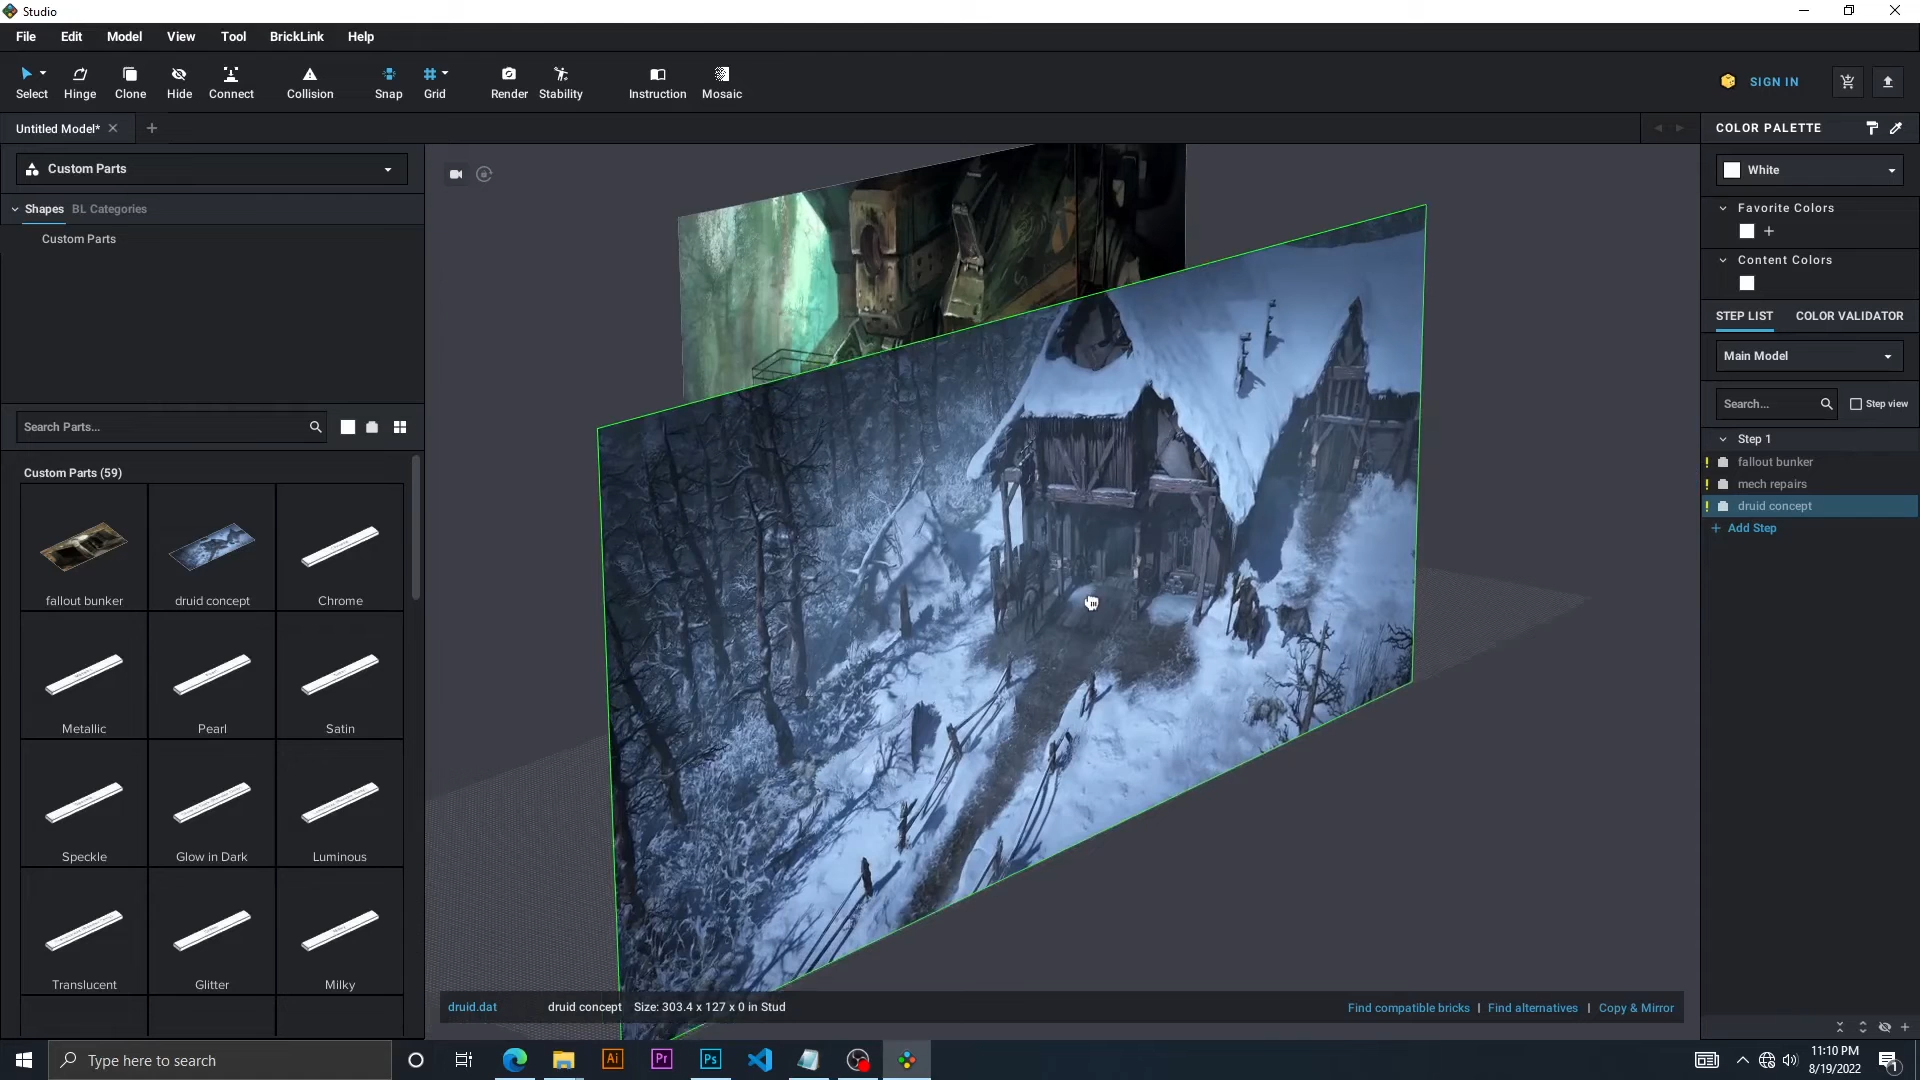 Studio
File Edit Model View Tool BrickLink Help
Select Hinge Clone Hide Connect Collision Snap Grid Render Stability Instruction Mosaic SIGN IN
Untitled Model*
Custom Parts
Shapes BL Categories
Custom Parts
Search Parts...
Custom Parts (59)
fallout bunker druid concept Chrome
Metallic Pearl Satin
Speckle Glow in Dark Luminous
Translucent Glitter Milky
druid.dat druid concept Size: 303.4 x 127 x 0 in Stud Find compatible bricks | Find alternatives | Copy & Mirror
COLOR PALETTE
White
Favorite Colors
Content Colors
STEP LIST COLOR VALIDATOR
Main Model
Search... Step view
Step 1
! fallout bunker
! mech repairs
! druid concept
+ Add Step
Type here to search
Ai Pr Ps
11:10 PM
8/19/2022
1